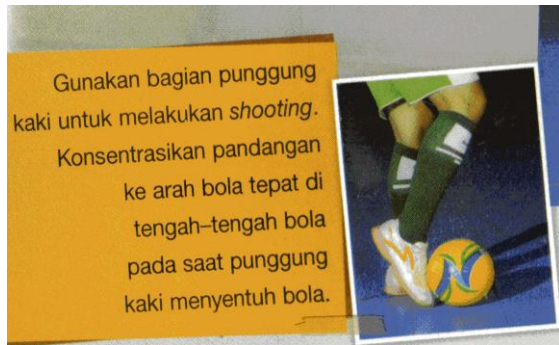 Gunakan bagian punggung
kaki untuk melakukan shooting.
Konsentrasikan pandangan
ke arah bola tepat di
tengah–tengah bola
pada saat punggung
kaki menyentuh bola.